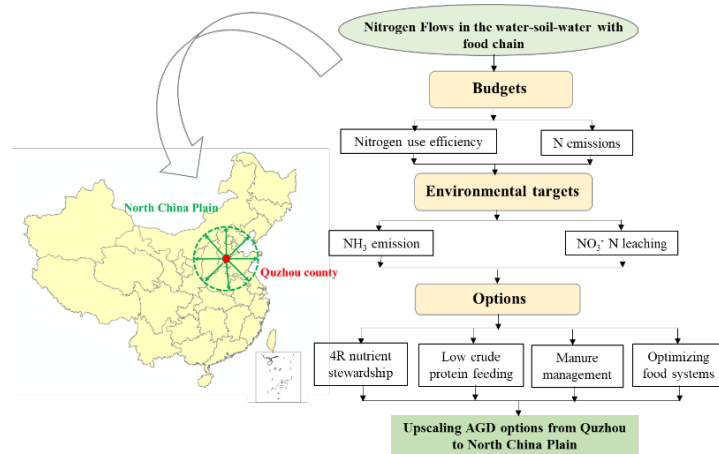 Nitrogen Flows in the water-soil-water with
food chain
Budgets
Nitrogen use efficiency
N emissions
Environmental targets
North China Plain
NH₃ emission
NO₃⁻ N leaching
Quzhou county
Options
4R nutrient
stewardship
Low crude
protein feeding
Manure
management
Optimizing
food systems
Upscaling AGD options from Quzhou
to North China Plain